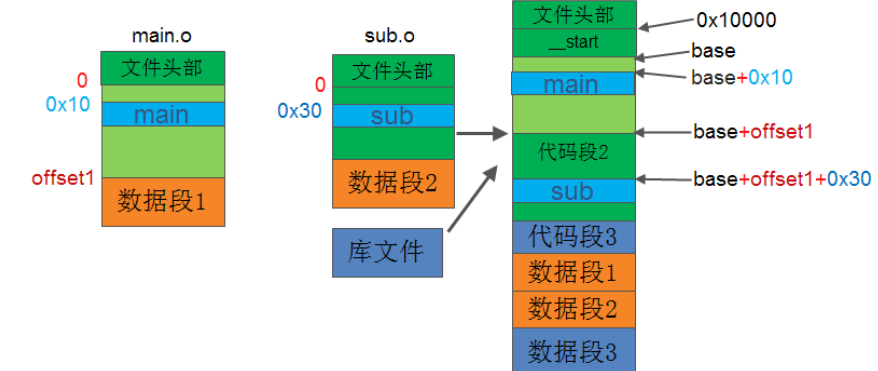 main.o
文件头部
0
0x10
main
offset1
数据段1
sub.o
文件头部
0
0x30
sub
数据段2
库文件
文件头部
0x10000
__start
base
base+0x10
main
base+offset1
代码段2
base+offset1+0x30
sub
代码段3
数据段1
数据段2
数据段3